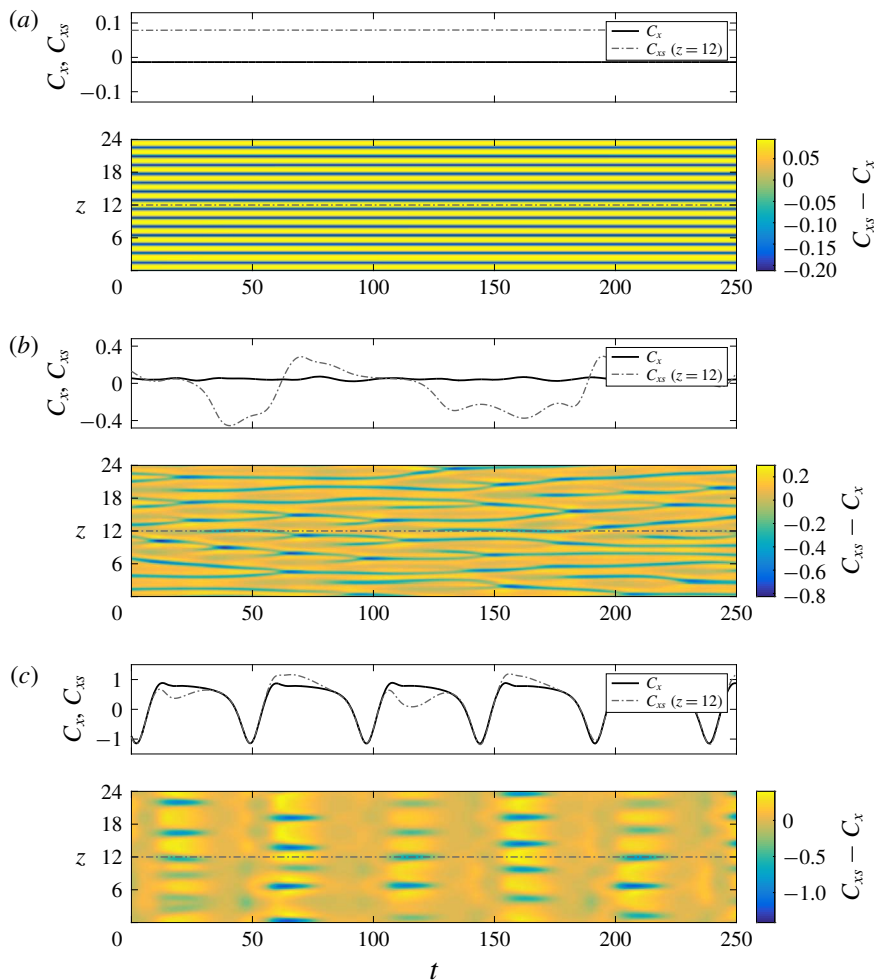 (a)
0.1
0
−0.1
C_x, C_xs
C_x
C_xs (z = 12)
24
18
12
6
0
z
50
100
150
200
250
0.05
0
−0.05
−0.10
−0.15
−0.20
C_xs − C_x
(b)
0.4
0
−0.4
C_x, C_xs
C_x
C_xs (z = 12)
24
18
12
6
0
z
50
100
150
200
250
0.2
0
−0.2
−0.4
−0.6
−0.8
C_xs − C_x
(c)
1
0
−1
C_x, C_xs
C_x
C_xs (z = 12)
24
18
12
6
0
z
50
100
150
200
250
t
0
−0.5
−1.0
C_xs − C_x